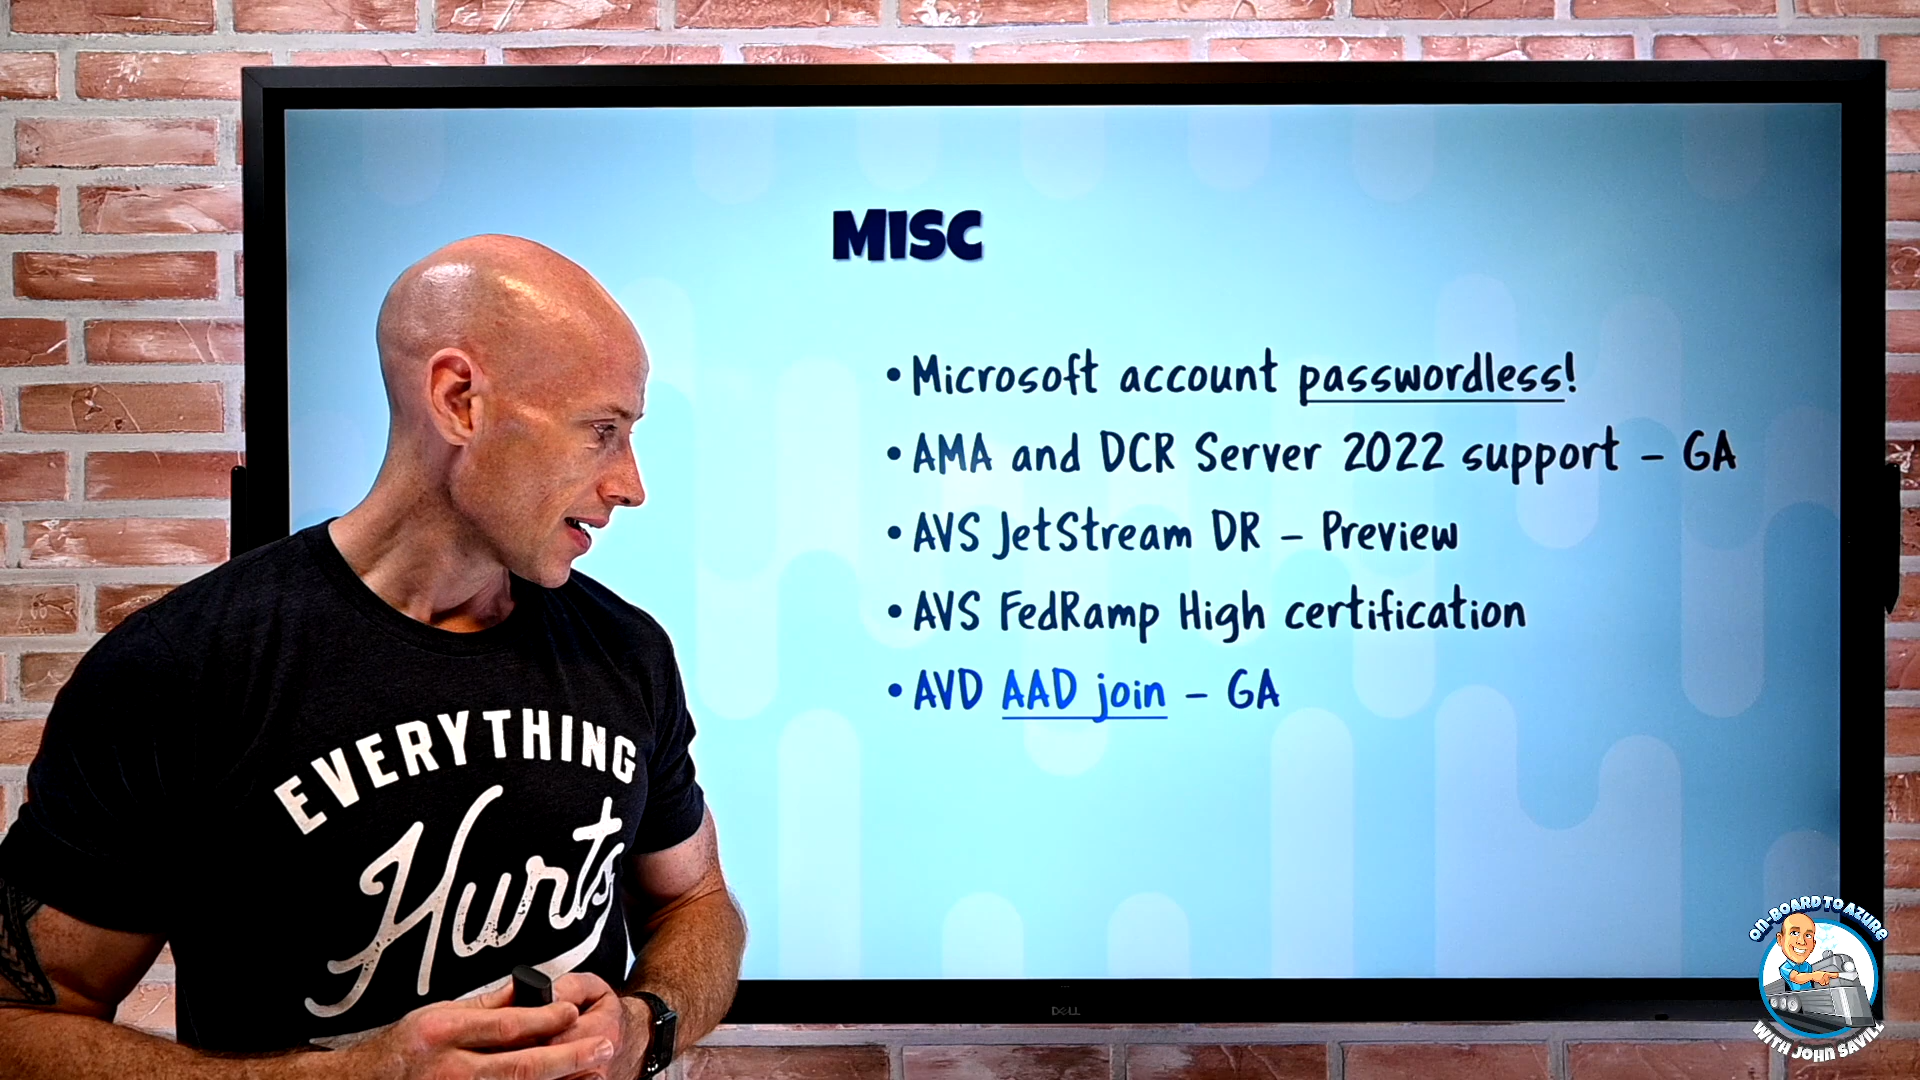 MISC
•Microsoft account passwordless!
•AMA and DCR Server 2022 support – GA
•AVS JetStream DR – Preview
•AVS FedRamp High certification
•AVD AAD join – GA
EVERYTHING
Hurts
DELL
ON-BOARD TO AZURE
WITH JOHN SAVILL